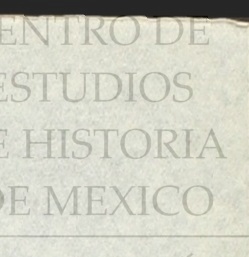 ENTRO DE
ESTUDIOS
E HISTORIA
DE MEXICO